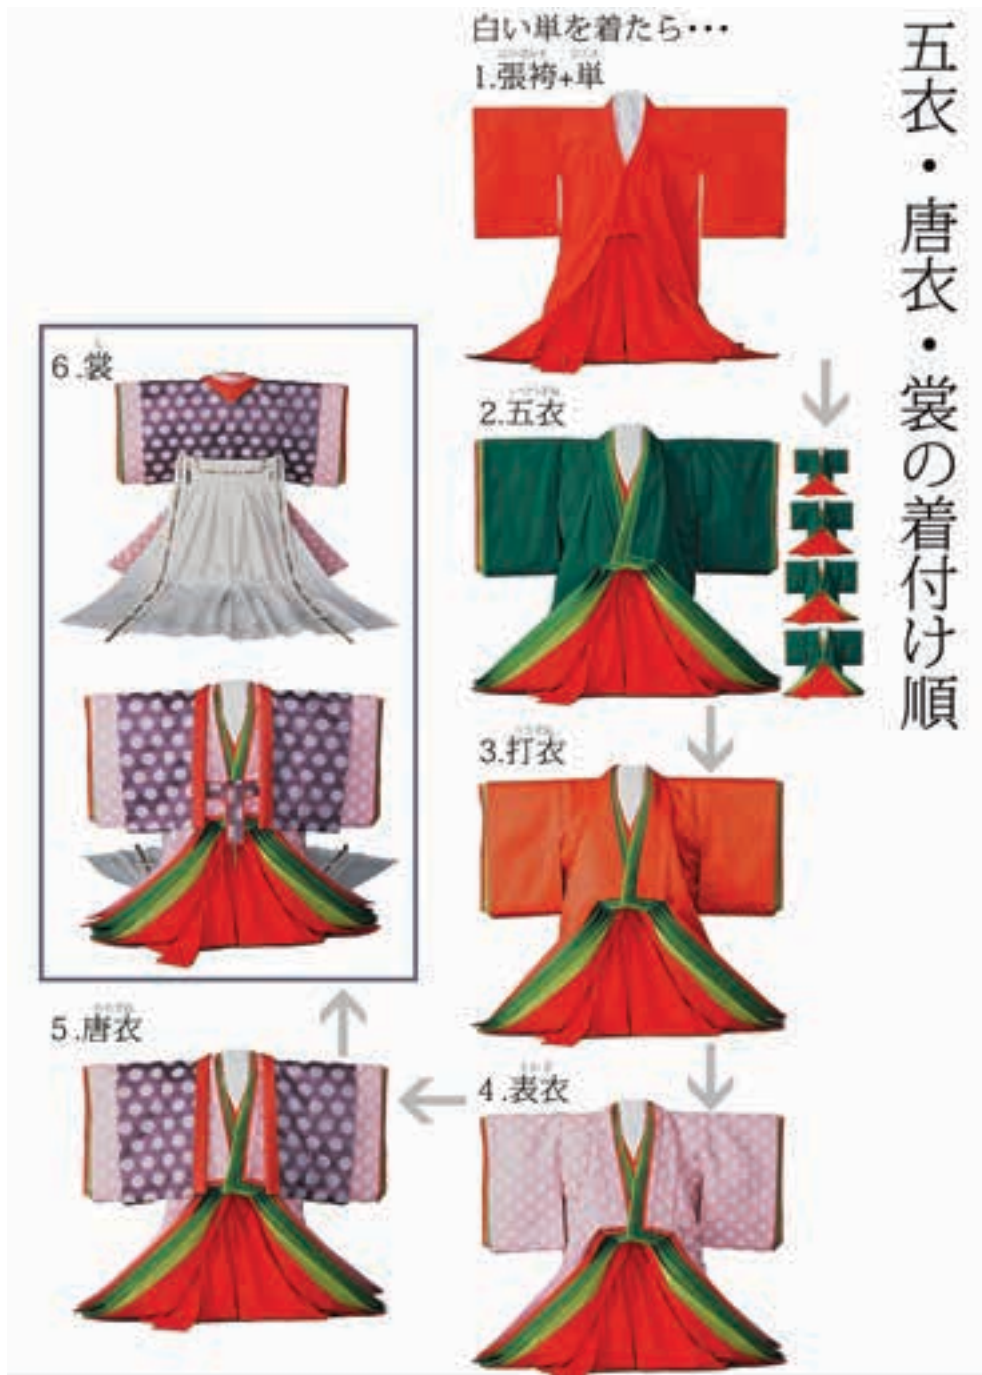 五衣・唐衣・裳の着付け順
白い単を着たら・・・
1.張袴+単
2.五衣
3.打衣
4.表衣
5.唐衣
6.裳
も